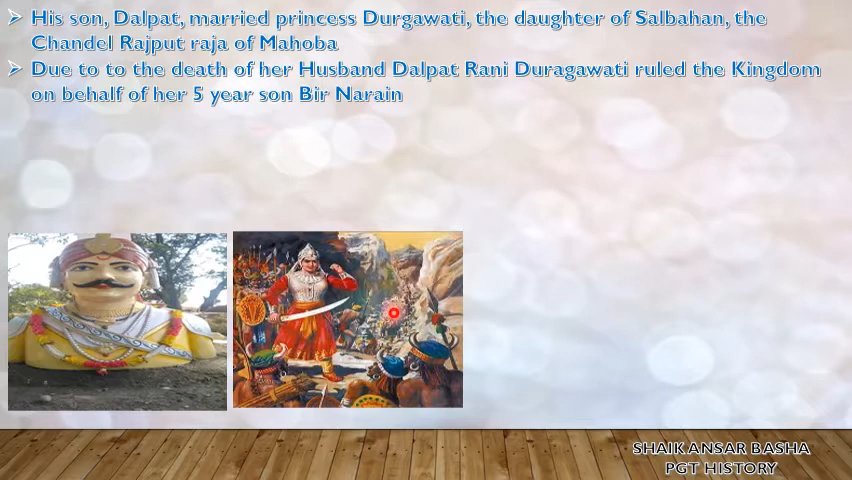 His son, Dalpat, married princess Durgawati, the daughter of Salbahan, the
Chandel Rajput raja of Mahoba
Due to to the death of her Husband Dalpat Rani Duragawati ruled the Kingdom
on behalf of her 5 year son Bir Narain
SHAIK ANSAR BASHA
PGT HISTORY